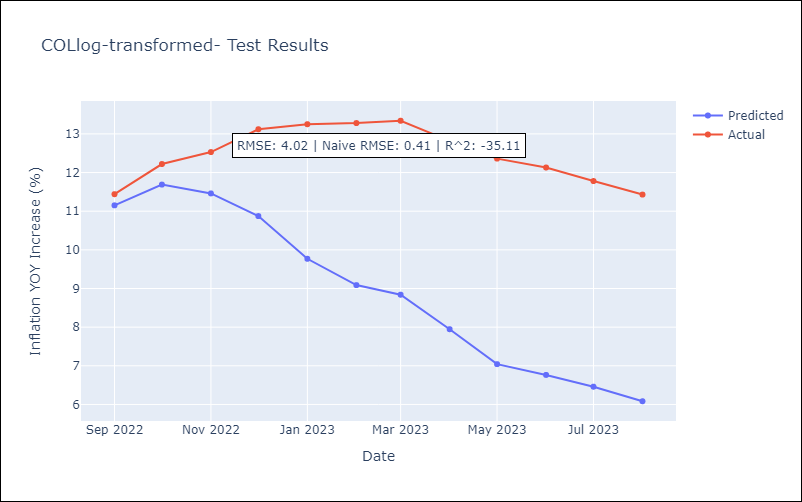 COLlog-transformed- Test Results
Predicted
Actual
RMSE: 4.02 | Naive RMSE: 0.41 | R^2: -35.11
Inflation YOY Increase (%)
13
12
11
10
9
8
7
6
Sep 2022
Nov 2022
Jan 2023
Mar 2023
May 2023
Jul 2023
Date